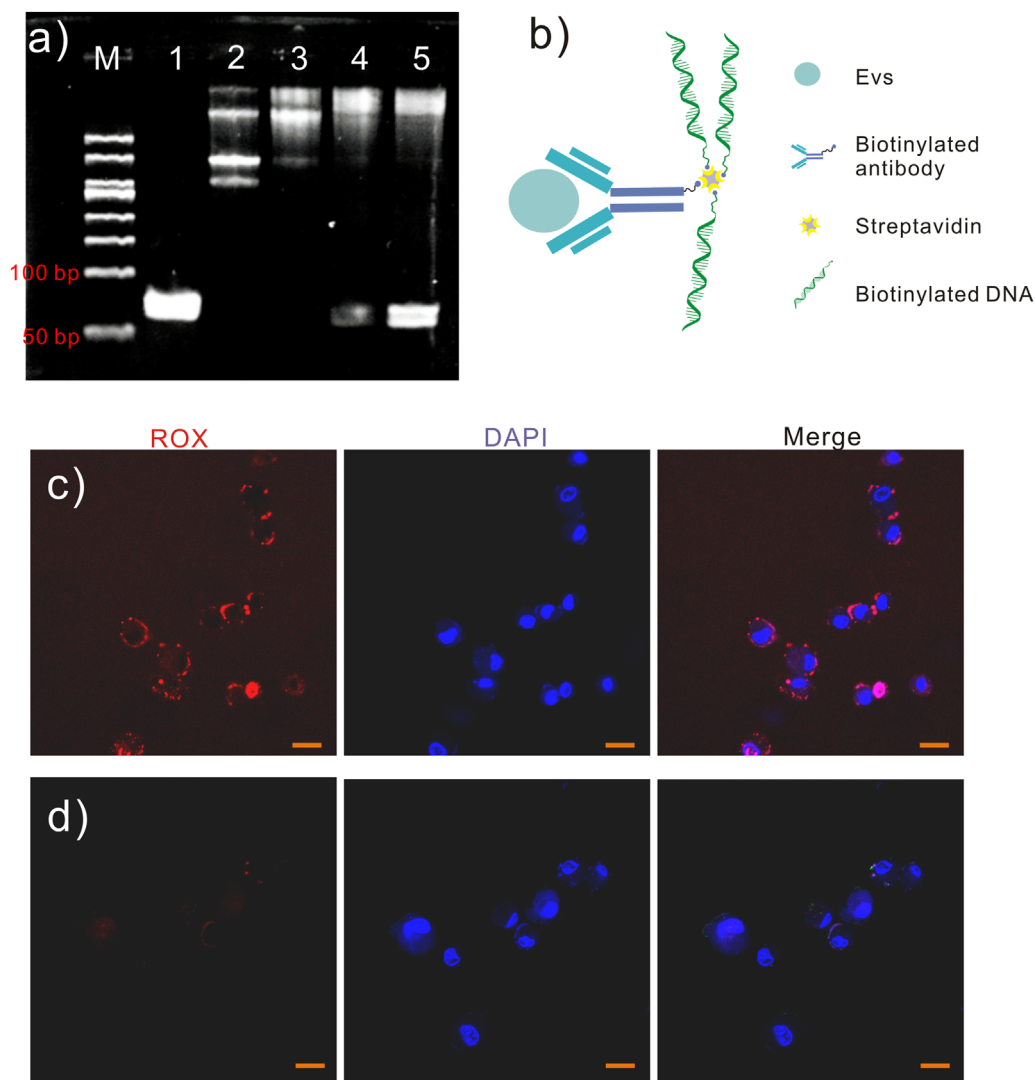 a)
M 1 2 3 4 5
100 bp
50 bp
b)
Evs
Biotinylated
antibody
Streptavidin
Biotinylated DNA
ROX DAPI Merge
c)
d)